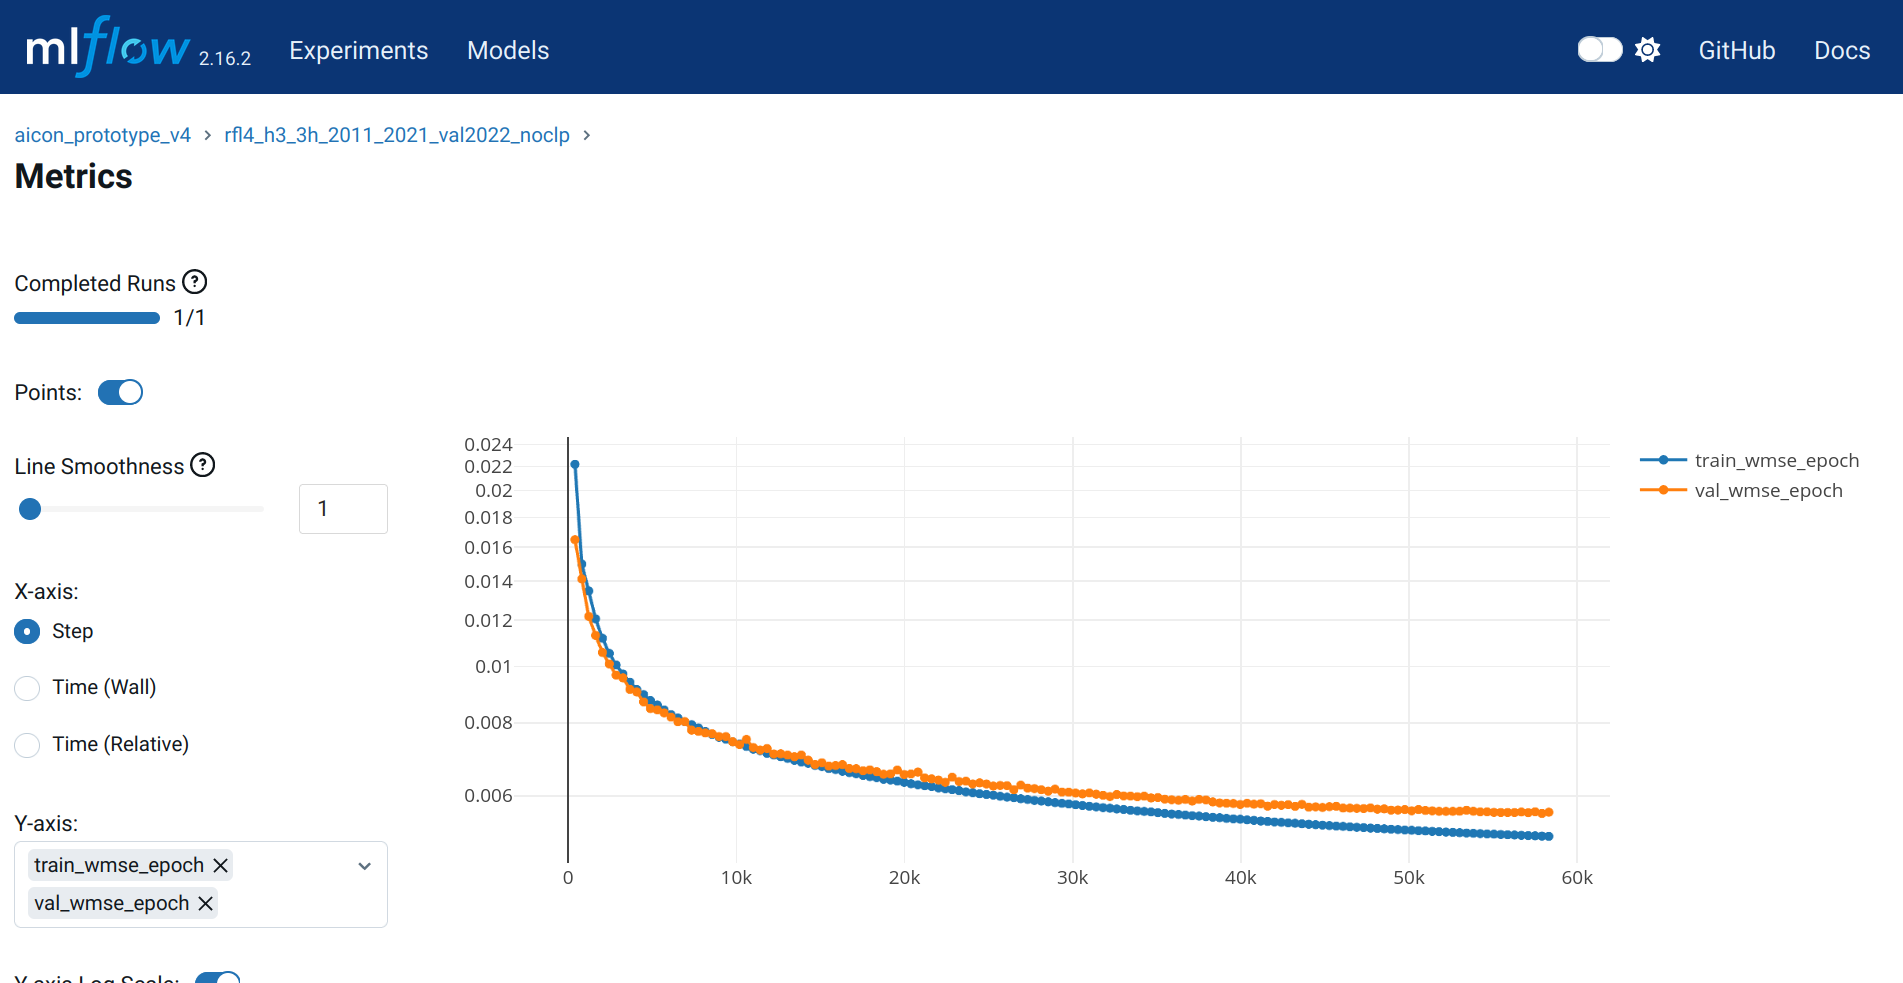 mlflow 2.16.2 Experiments Models GitHub Docs
aicon_prototype_v4 > rfl4_h3_3h_2011_2021_val2022_noclp >
Metrics
Completed Runs ?
1/1
Points:
Line Smoothness ?
1
X-axis:
Step
Time (Wall)
Time (Relative)
Y-axis:
train_wmse_epoch
val_wmse_epoch
Y-axis Log Scale:
0.024
0.022
0.02
0.018
0.016
0.014
0.012
0.01
0.008
0.006
0 10k 20k 30k 40k 50k 60k
train_wmse_epoch
val_wmse_epoch